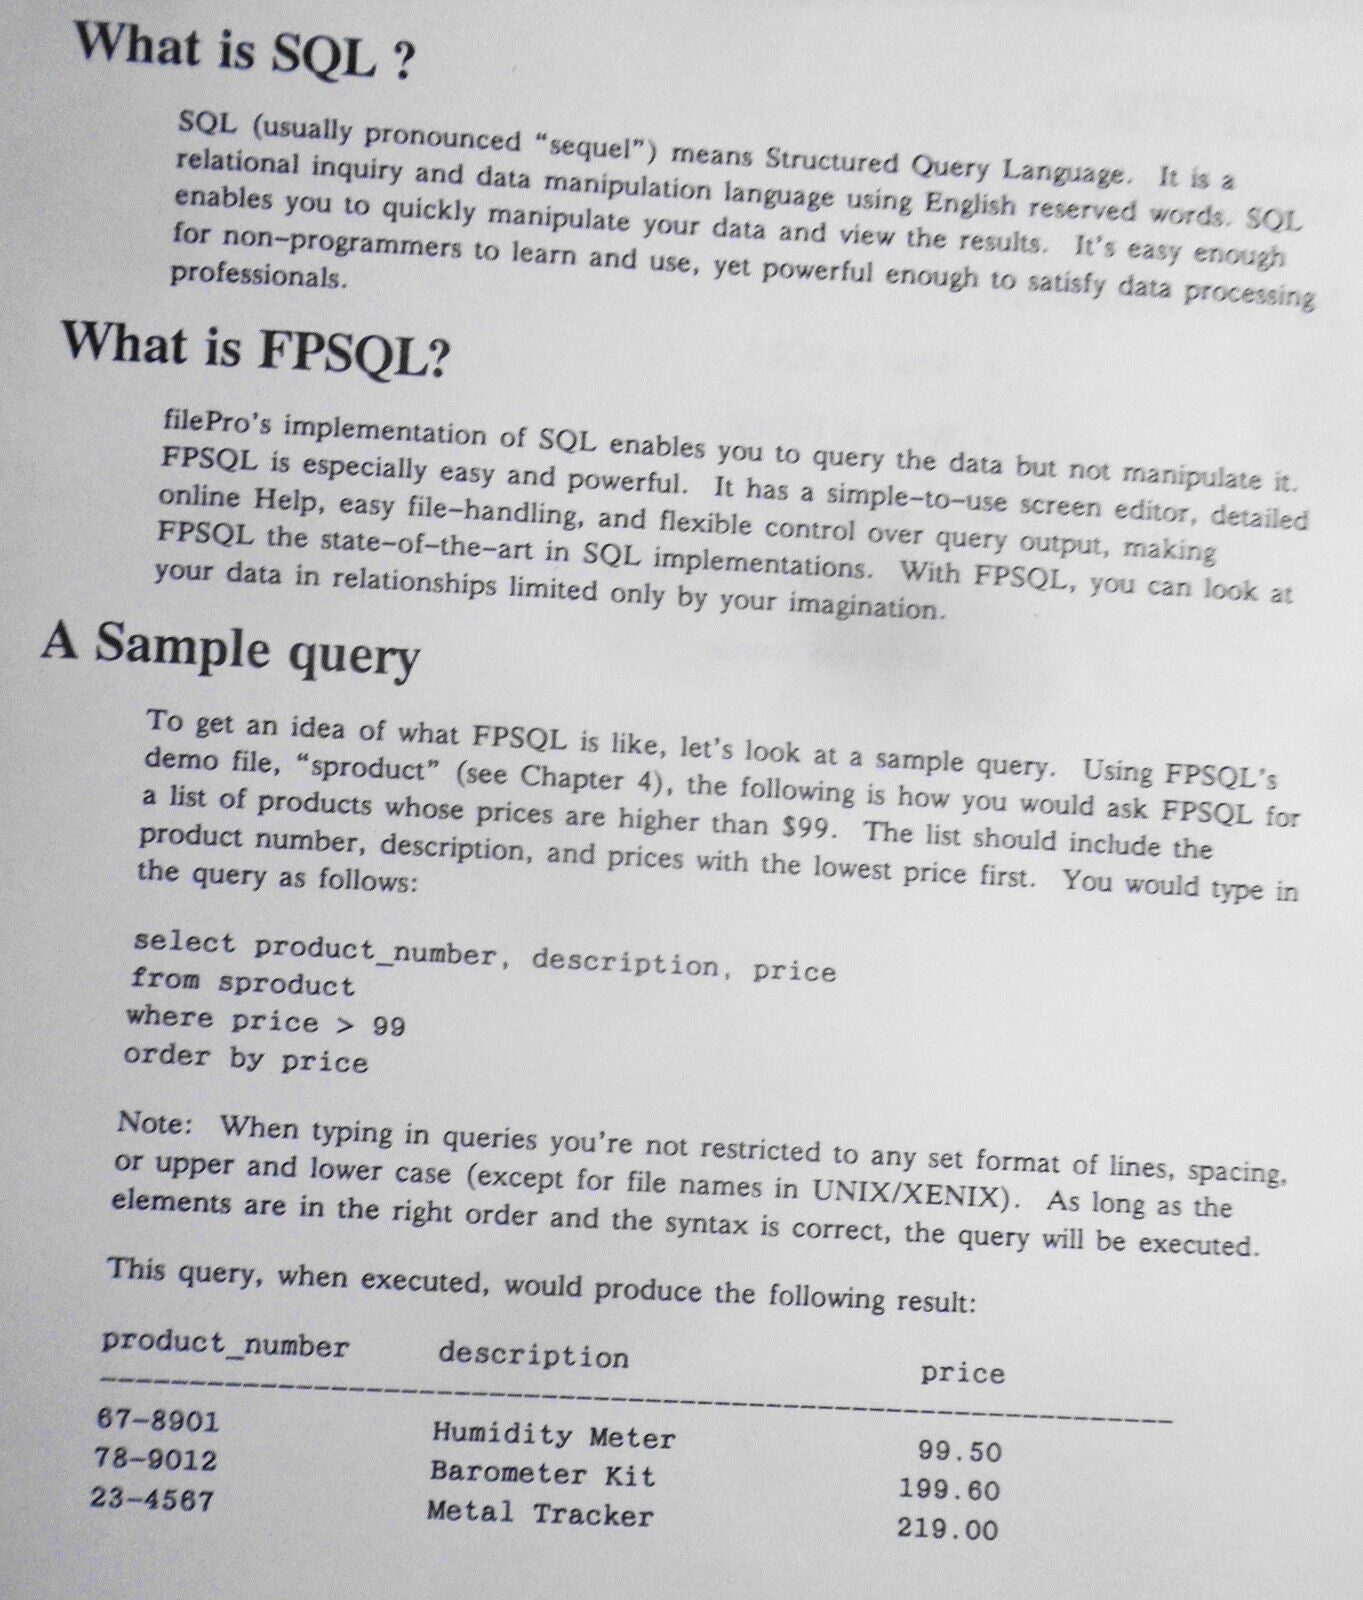 What is SQL ?
SQL (usually pronounced “sequel”) means Structured Query Language. It is a
relational inquiry and data manipulation language using English reserved words. SQL
enables you to quickly manipulate your data and view the results. It’s easy enough
for non-programmers to learn and use, yet powerful enough to satisfy data processing
professionals.
What is FPSQL?
filePro’s implementation of SQL enables you to query the data but not manipulate it.
FPSQL is especially easy and powerful. It has a simple-to-use screen editor, detailed
online Help, easy file-handling, and flexible control over query output, making
FPSQL the state-of-the-art in SQL implementations. With FPSQL, you can look at
your data in relationships limited only by your imagination.
A Sample query
To get an idea of what FPSQL is like, let’s look at a sample query. Using FPSQL’s
demo file, “sproduct” (see Chapter 4), the following is how you would ask FPSQL for
a list of products whose prices are higher than $99. The list should include the
product number, description, and prices with the lowest price first. You would type in
the query as follows:
select product_number, description, price
from sproduct
where price > 99
order by price
Note: When typing in queries you’re not restricted to any set format of lines, spacing,
or upper and lower case (except for file names in UNIX/XENIX). As long as the
elements are in the right order and the syntax is correct, the query will be executed.
This query, when executed, would produce the following result:
product_number description price
67-8901 Humidity Meter 99.50
78-9012 Barometer Kit 199.60
23-4567 Metal Tracker 219.00